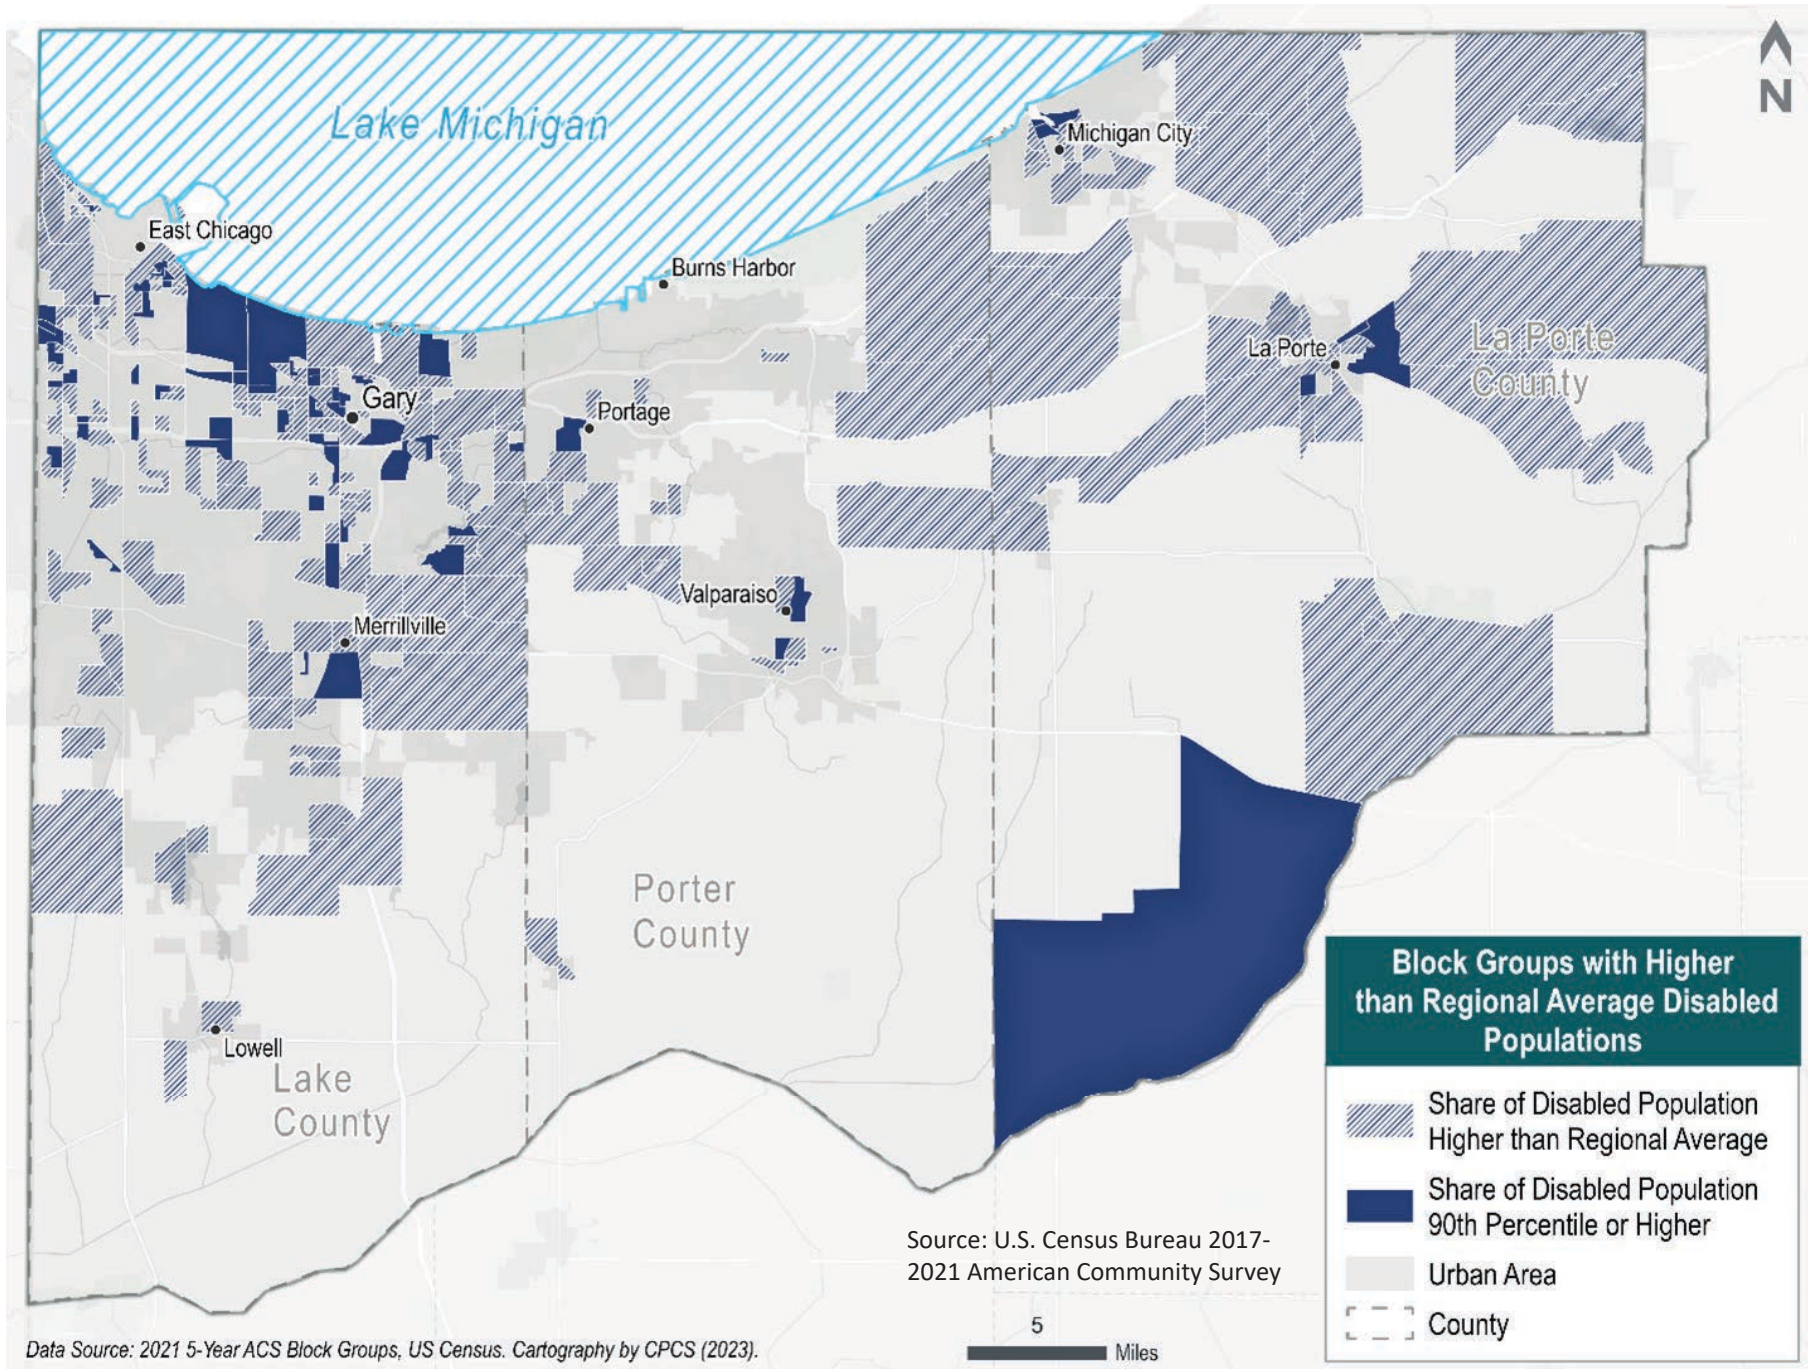 N
Lake Michigan
Michigan City
East Chicago
Burns Harbor
La Porte
La Porte
County
Gary
Portage
Valparaiso
Merrillville
Porter
County
Lowell
Lake
County
Block Groups with Higher
than Regional Average Disabled
Populations
Share of Disabled Population
Higher than Regional Average
Share of Disabled Population
90th Percentile or Higher
Urban Area
County
Source: U.S. Census Bureau 2017-
2021 American Community Survey
5
Miles
Data Source: 2021 5-Year ACS Block Groups, US Census. Cartography by CPCS (2023).